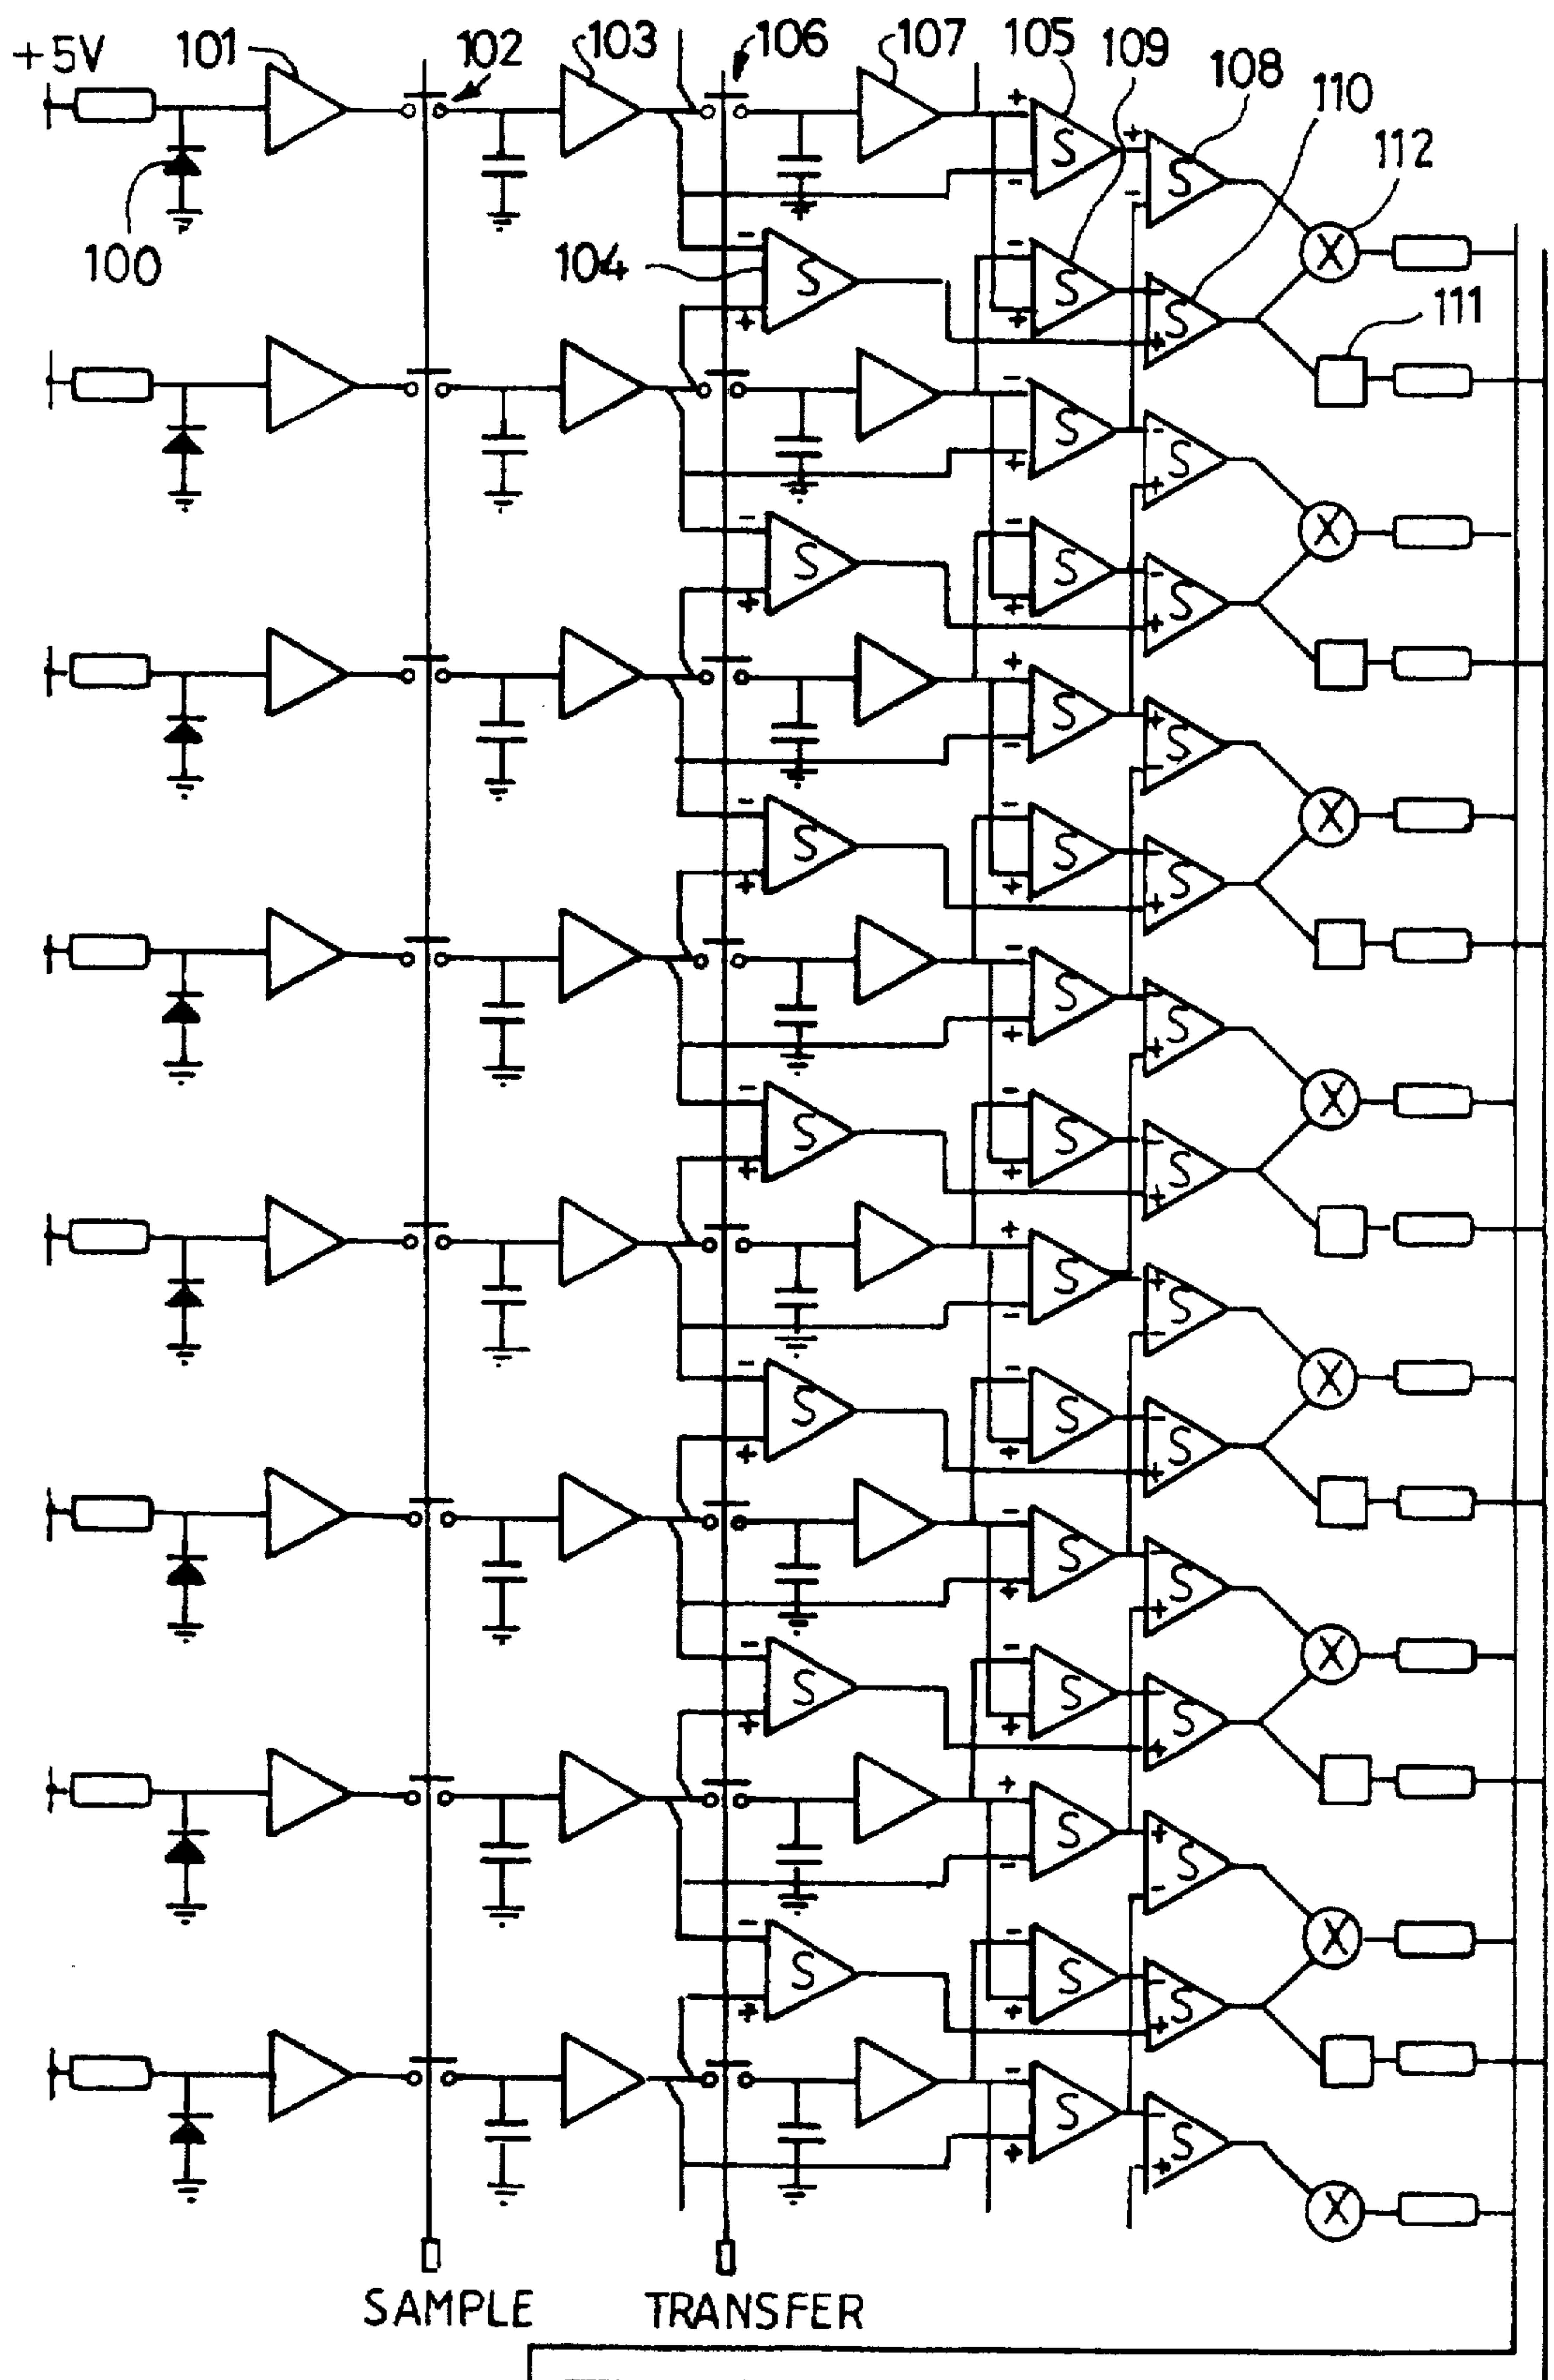 +5V 101 102 103 106 107 105 109 108 110 112
100 104 111
+ - + -
S S
- + - +
S S S
X
- + - +
S S
- + - +
S S S
X
+ - + -
S S
- + - +
S S S
X
- + - +
S S
- + - +
S S S
X
+ - + -
S S
- + - +
S S S
X
- + - +
S S
- + - +
S S S
X
+ - + -
S S
- + - +
S S S
X
- + - +
S S
X
SAMPLE TRANSFER